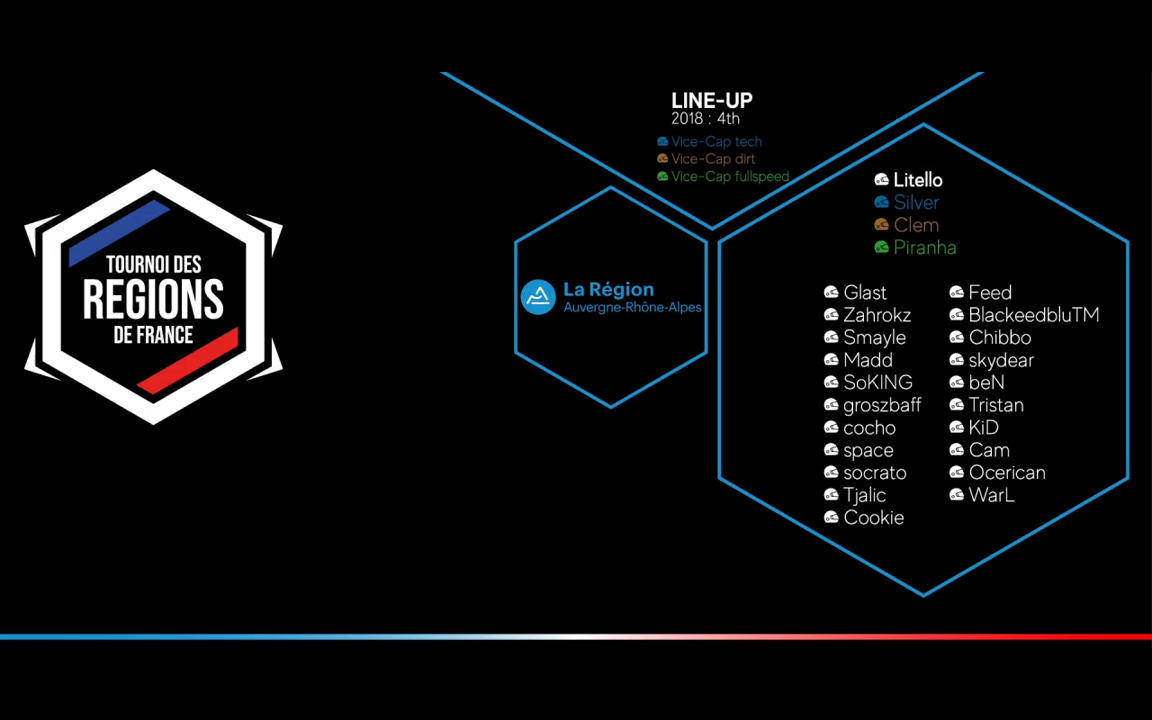 TOURNOI DES
REGIONS
DE FRANCE
LINE-UP
2018 : 4th
Vice-Cap tech
Vice-Cap dirt
Vice-Cap fullspeed
La Région
Auvergne-Rhône-Alpes
Litello
Silver
Clem
Piranha
Glast
Zahrokz
Smayle
Madd
SoKING
groszbaff
cocho
space
socrato
Tjalic
Cookie
Feed
BlackeedbluTM
Chibbo
skydear
beN
Tristan
KiD
Cam
Ocerican
WarL